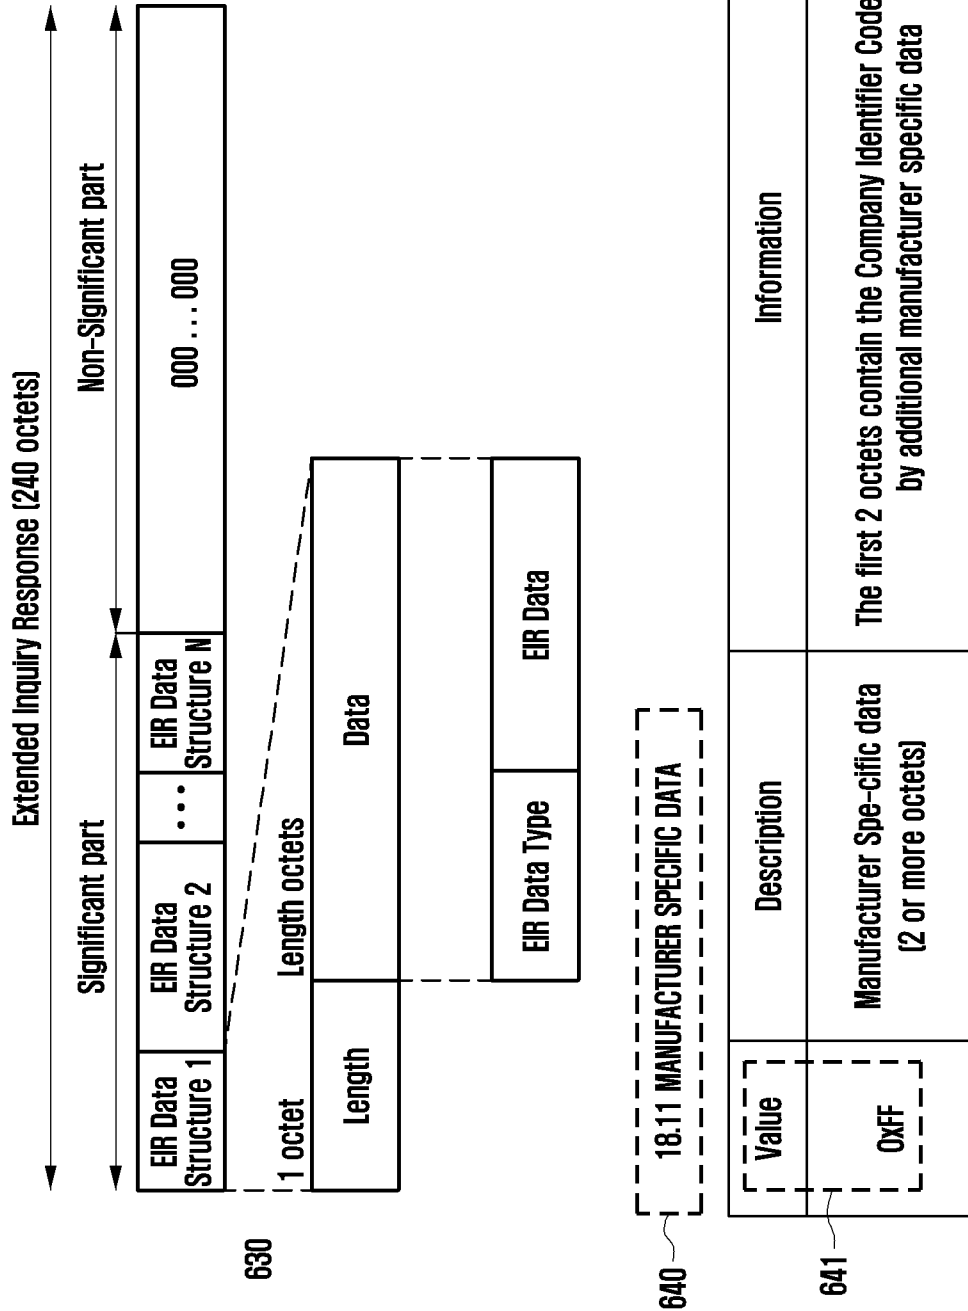 Extended Inquiry Response (240 octets)
Significant part
Non-Significant part
EIR Data
Structure 1
EIR Data
Structure 2
...
EIR Data
Structure N
000 ... 000
630
1 octet
Length octets
Length
Data
EIR Data Type
EIR Data
640
18.11 MANUFACTURER SPECIFIC DATA
Value
Description
Information
641
0xFF
Manufacturer Spe-cific data
(2 or more octets)
The first 2 octets contain the Company Identifier Code
by additional manufacturer specific data